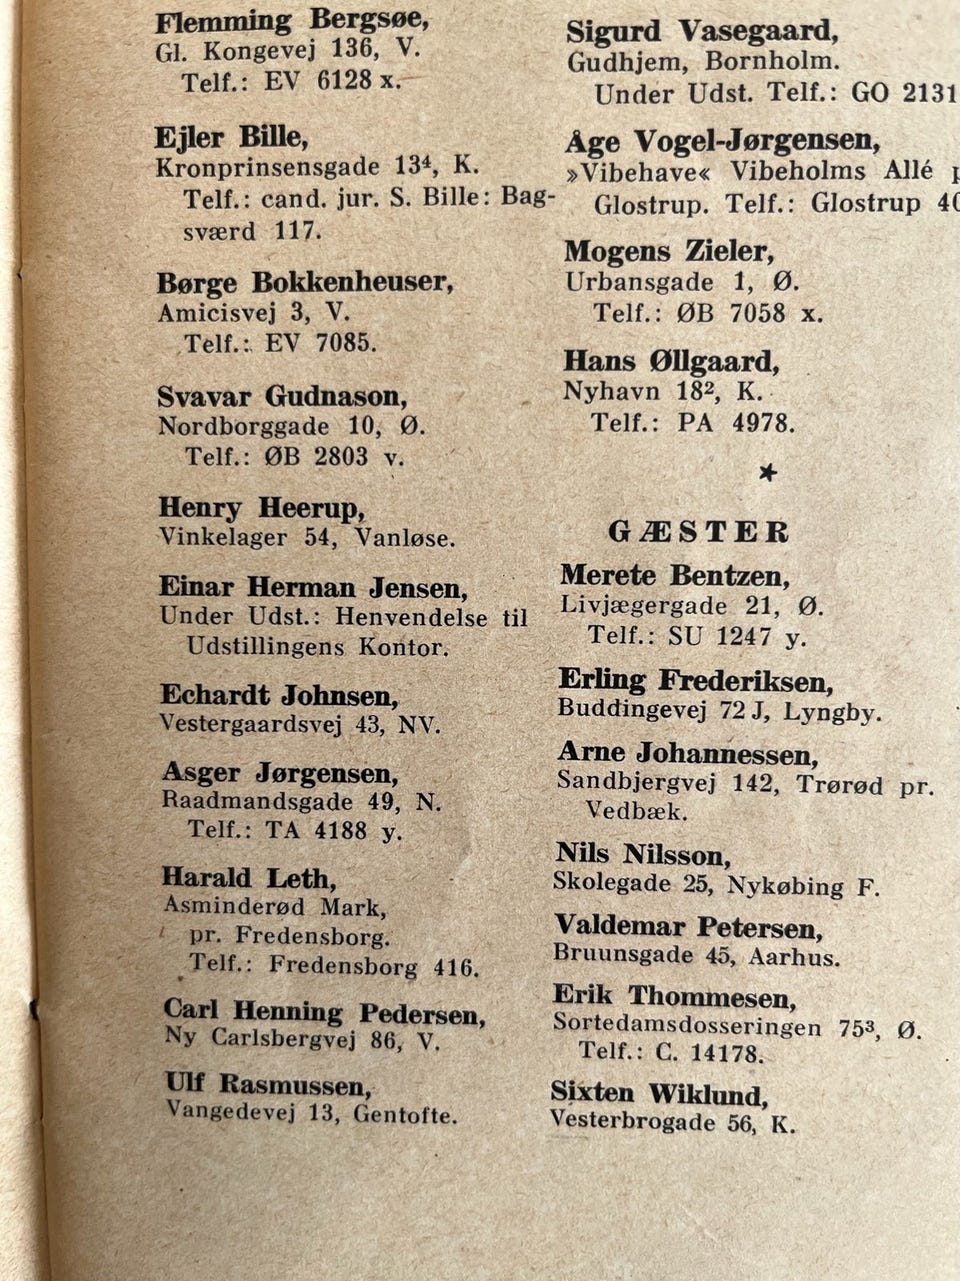 Flemming Bergsøe,
Gl. Kongevej 136, V.
Telf.: EV 6128 x.
Ejler Bille,
Kronprinsensgade 13⁴, K.
Telf.: cand. jur. S. Bille: Bag-
sværd 117.
Børge Bokkenheuser,
Amicisvej 3, V.
Telf.: EV 7085.
Svavar Gudnason,
Nordborggade 10, Ø.
Telf.: ØB 2803 v.
Henry Heerup,
Vinkelager 54, Vanløse.
Einar Herman Jensen,
Under Udst.: Henvendelse til
Udstillingens Kontor.
Echardt Johnsen,
Vestergaardsvej 43, NV.
Asger Jørgensen,
Raadmandsgade 49, N.
Telf.: TA 4188 y.
Harald Leth,
Asminderød Mark,
pr. Fredensborg.
Telf.: Fredensborg 416.
Carl Henning Pedersen,
Ny Carlsbergvej 86, V.
Ulf Rasmussen,
Vangedevej 13, Gentofte.
Sigurd Vasegaard,
Gudhjem, Bornholm.
Under Udst. Telf.: GO 2131
Åge Vogel-Jørgensen,
»Vibehave« Vibeholms Allé
Glostrup. Telf.: Glostrup
Mogens Zieler,
Urbansgade 1, Ø.
Telf.: ØB 7058 x.
Hans Øllgaard,
Nyhavn 18², K.
Telf.: PA 4978.
*
GÆSTER
Merete Bentzen,
Livjægergade 21, Ø.
Telf.: SU 1247 y.
Erling Frederiksen,
Buddingevej 72 J, Lyngby.
Arne Johannessen,
Sandbjergvej 142, Trørød pr.
Vedbæk.
Nils Nilsson,
Skolegade 25, Nykøbing F.
Valdemar Petersen,
Bruunsgade 45, Aarhus.
Erik Thommesen,
Sortedamsdosseringen 75³, Ø.
Telf.: C. 14178.
Sixten Wiklund,
Vesterbrogade 56, K.